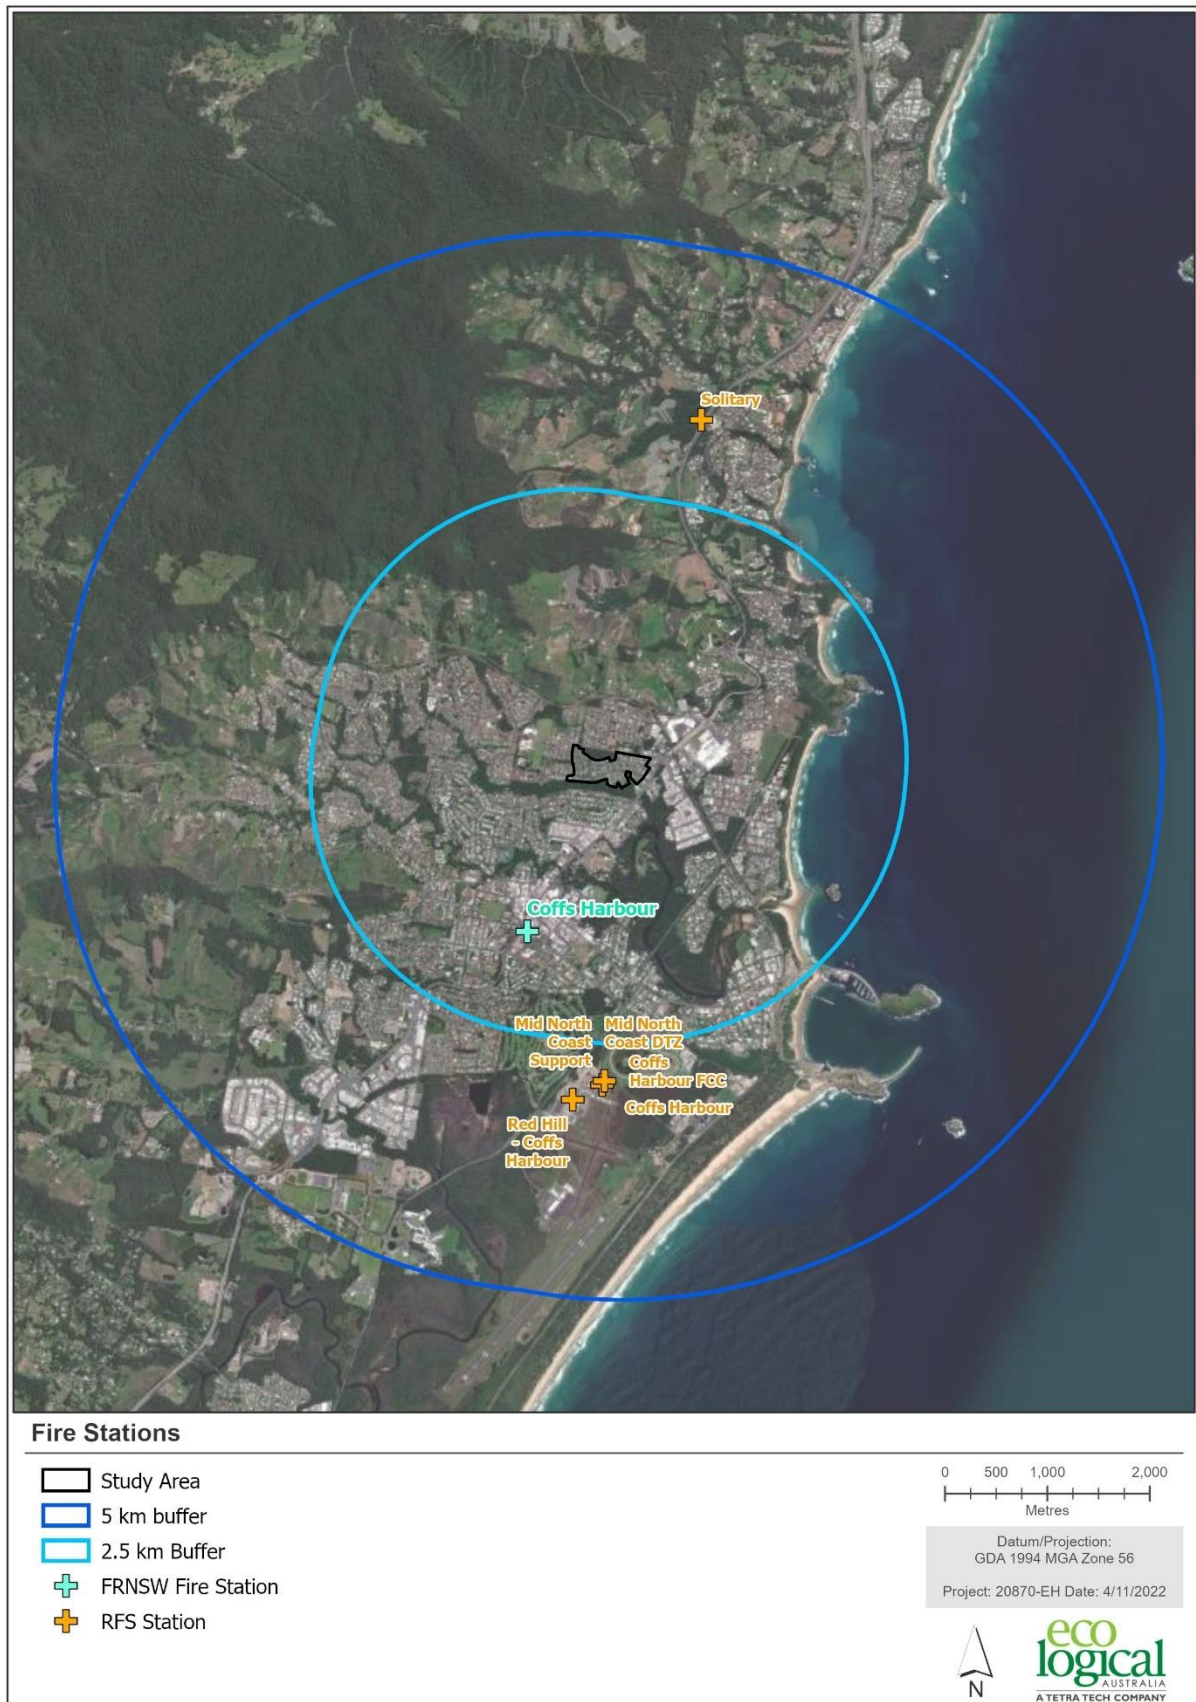 Solitary
Coffs Harbour
Mid North
Coast
Support
Mid North
Coast DTZ
Coffs
Harbour FCC
Coffs Harbour
Red Hill
- Coffs
Harbour
Fire Stations
Study Area
5 km buffer
2.5 km Buffer
FRNSW Fire Station
RFS Station
0 500 1,000 2,000
Metres
Datum/Projection:
GDA 1994 MGA Zone 56
Project: 20870-EH Date: 4/11/2022
N
eco
logical
AUSTRALIA
A TETRA TECH COMPANY